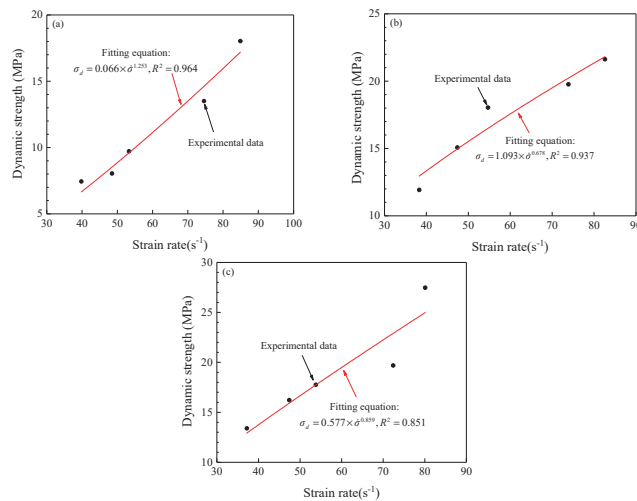 (a)
20
15
10
5
30 40 50 60 70 80 90 100
Dynamic strength (MPa)
Strain rate(s⁻¹)
Fitting equation:
σ_d = 0.066×σ̇^1.253, R² = 0.964
Experimental data
(b)
25
20
15
10
30 40 50 60 70 80 90
Dynamic strength (MPa)
Strain rate(s⁻¹)
Experimental data
Fitting equation:
σ_d = 1.093×σ̇^0.678, R² = 0.937
(c)
30
25
20
15
10
30 40 50 60 70 80 90
Dynamic strength (MPa)
Strain rate(s⁻¹)
Experimental data
Fitting equation:
σ_d = 0.577×σ̇^0.859, R² = 0.851